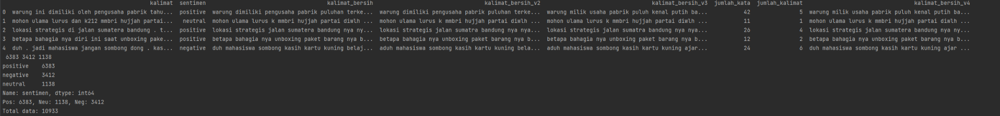 kalimat sentimen kalimat_bersih kalimat_bersih_v2 kalimat_bersih_v3 jumlah_kata jumlah_kalimat kalimat_bersih_v4
0 warung ini dimiliki oleh pengusaha pabrik tahu... positive warung dimiliki pengusaha pabrik puluhan terke... warung dimiliki pengusaha pabrik puluhan terke... warung milik usaha pabrik puluh kenal putih ba... 42 5 warung milik usaha pabrik puluh kenal putih ba...
1 mohon ulama lurus dan k212 mmbri hujjah partai... neutral mohon ulama lurus k mmbri hujjah partai diwlh ... mohon ulama lurus k mmbri hujjah partai diwlh ... mohon ulama lurus k mmbri hujjah partai diwlh ... 11 1 mohon ulama lurus k mmbri hujjah partai diwlh ...
2 lokasi strategis di jalan sumatera bandung . t... positive lokasi strategis jalan sumatera bandung nya ny... lokasi strategis jalan sumatra bandung nya nya... lokasi strategis jalan sumatra bandung nya nya... 26 4 lokasi strategis jalan sumatera bandung nya ny...
3 betapa bahagia nya diri ini saat unboxing pake... positive betapa bahagia nya unboxing paket barang nya b... betapa bahagia nya unboxing paket barang nya b... betapa bahagia nya unboxing paket barang nya b... 12 2 betapa bahagia nya unboxing paket barang nya b...
4 duh . jadi mahasiswa jangan sombong dong . kas... negative duh mahasiswa sombong kasih kartu kuning belaj... aduh mahasiswa sombong kasih kartu kuning bela... aduh mahasiswa sombong kasih kartu kuning ajar... 24 6 duh mahasiswa sombong kasih kartu kuning ajar ...
6383 3412 1138
positive 6383
negative 3412
neutral 1138
Name: sentimen, dtype: int64
Pos: 6383, Neu: 1138, Neg: 3412
Total data: 10933